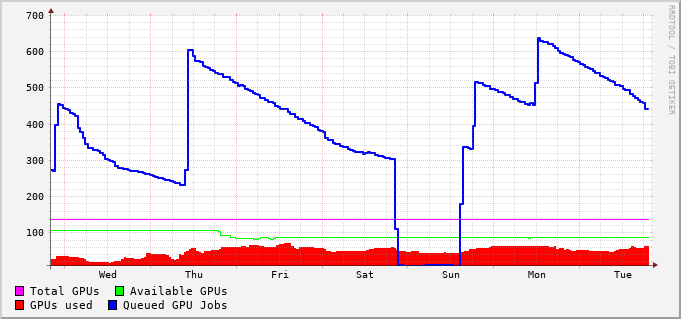 700
600
500
400
300
200
100
Wed Thu Fri Sat Sun Mon Tue
RRDTOOL / TOBI OETIKER
Total GPUs Available GPUs
GPUs used Queued GPU Jobs